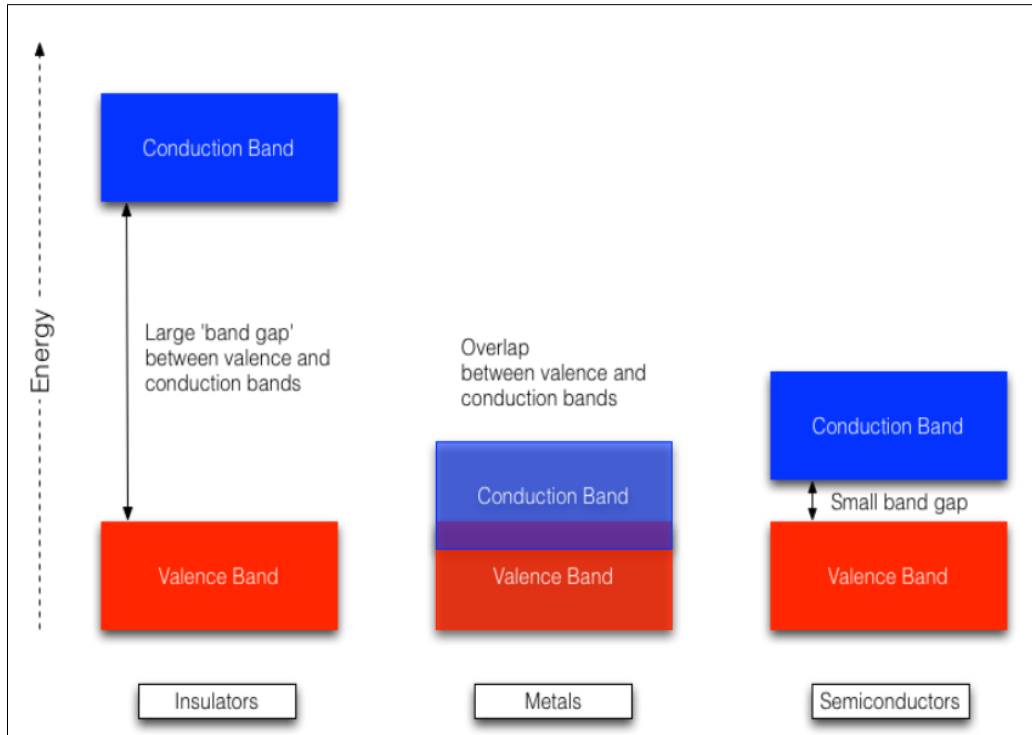 Energy
Conduction Band
Large 'band gap'
between valence and
conduction bands
Valence Band
Insulators
Overlap
between valence and
conduction bands
Conduction Band
Valence Band
Metals
Conduction Band
Small band gap
Valence Band
Semiconductors